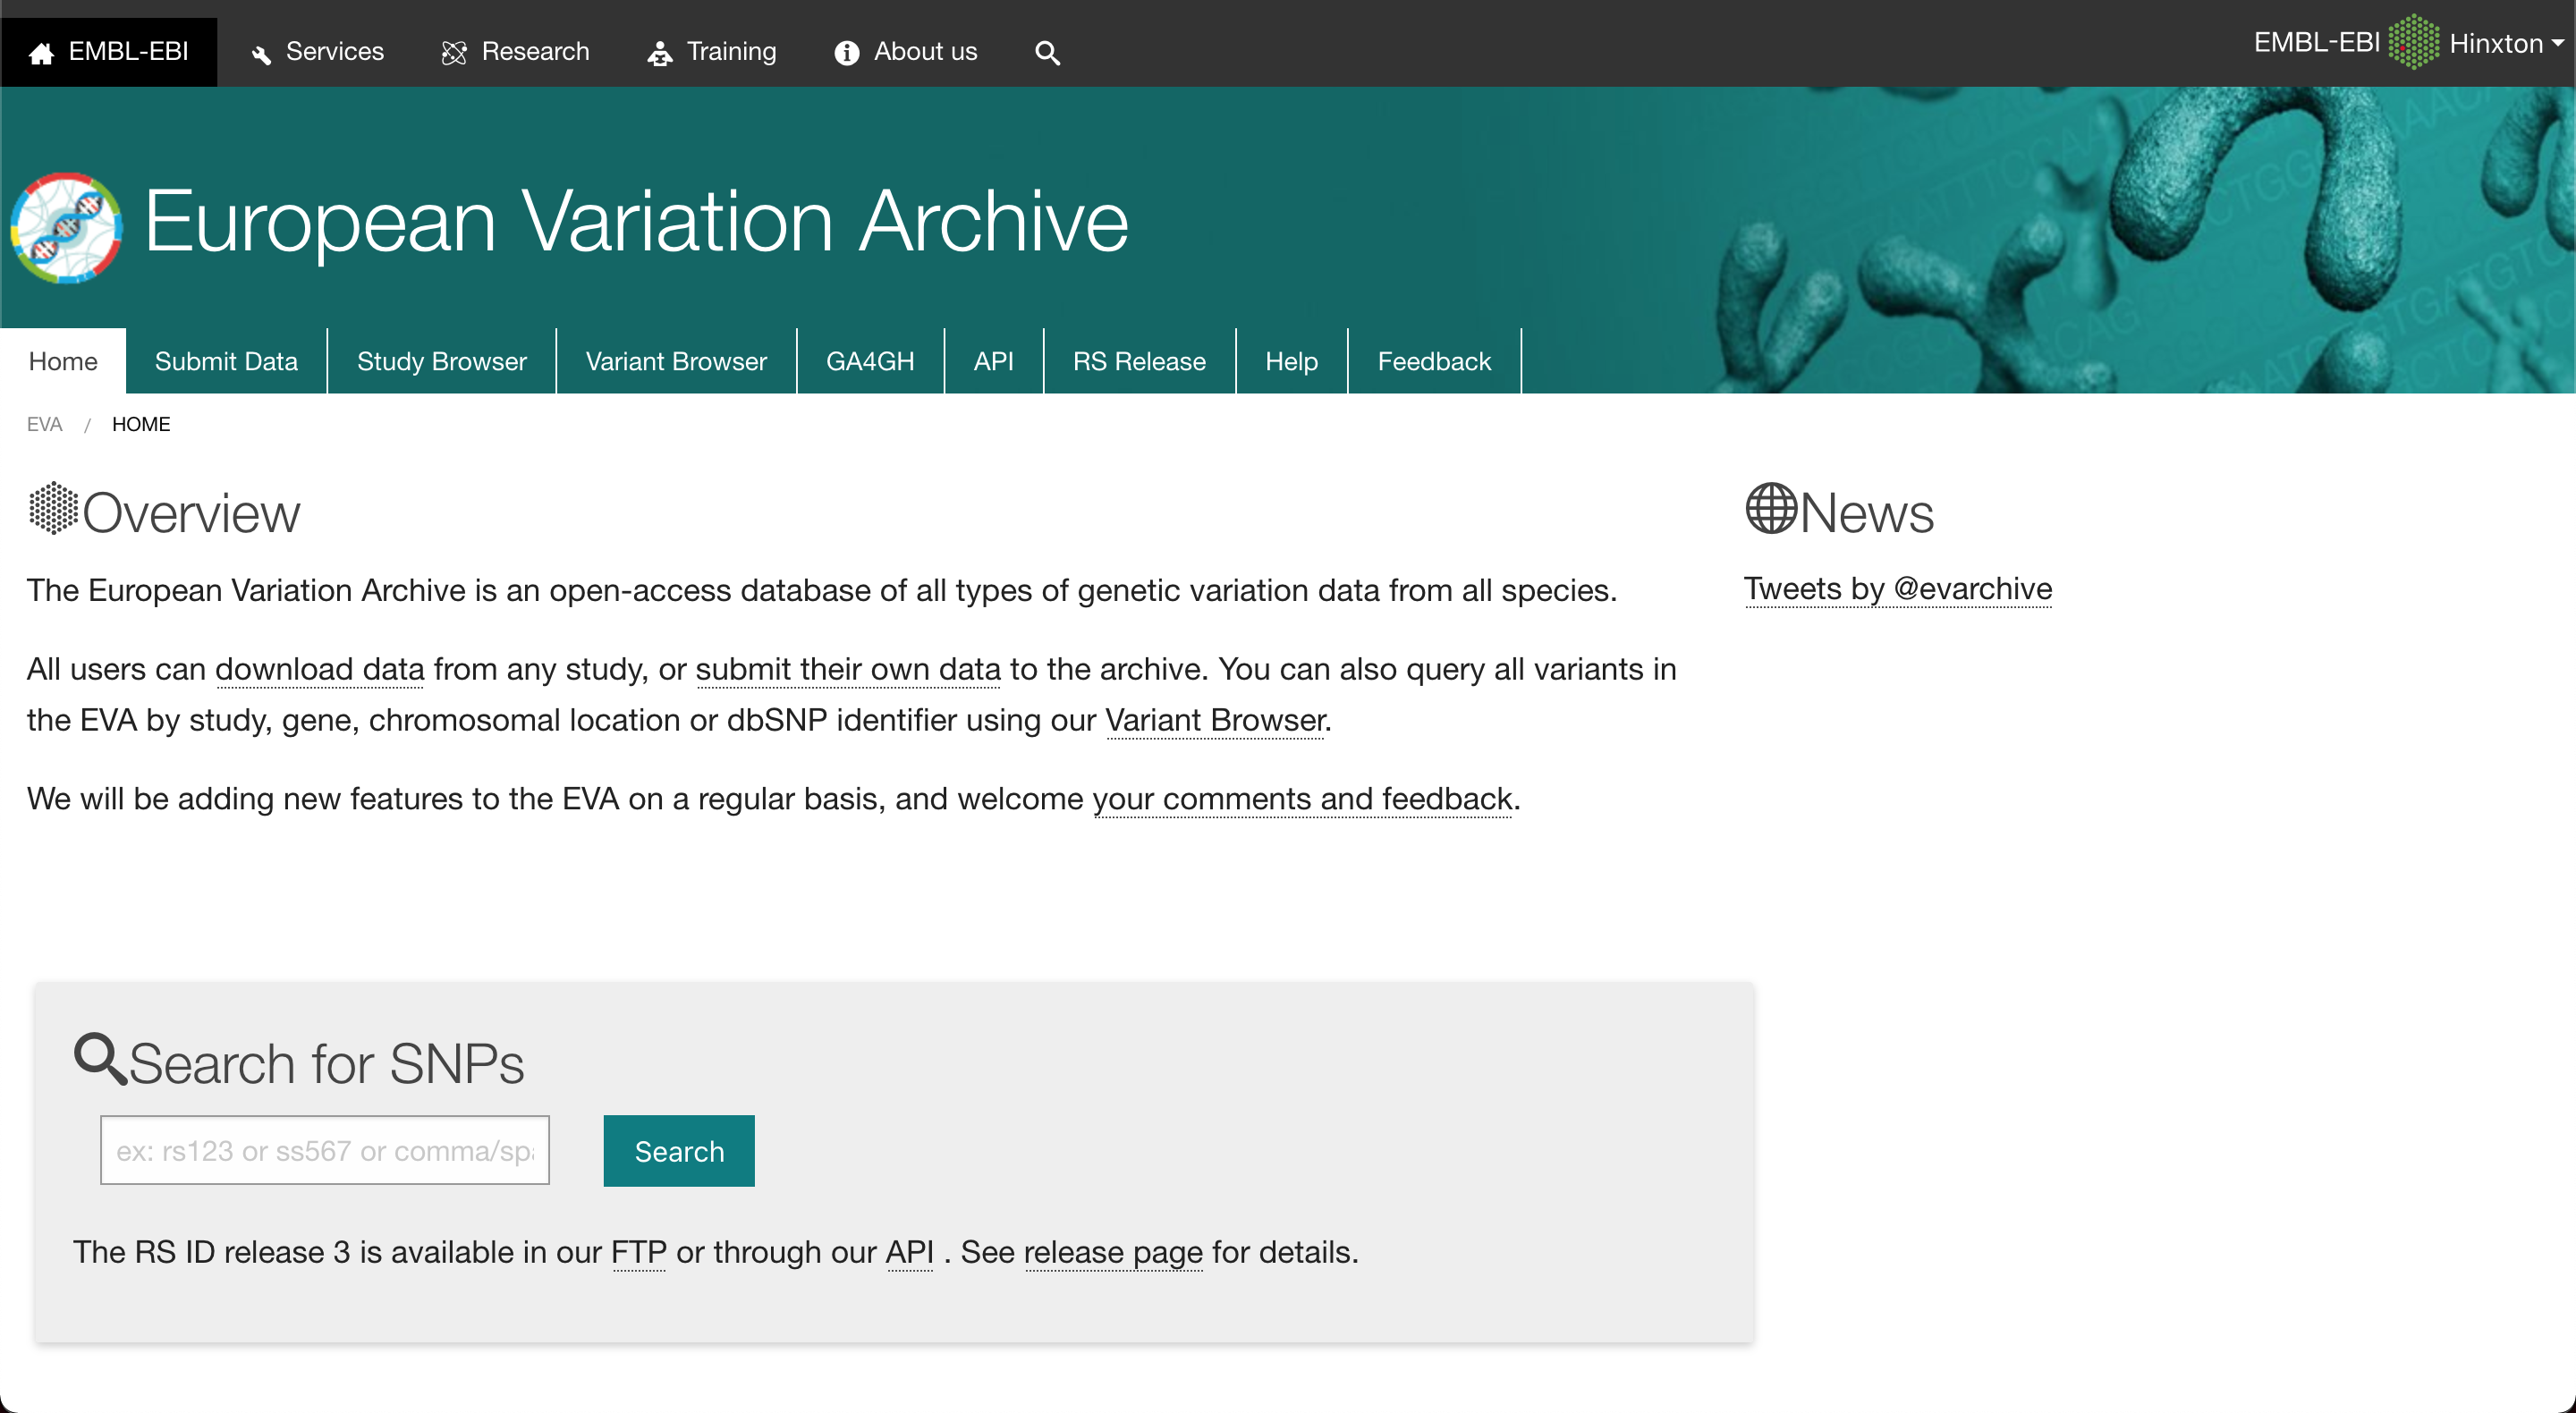 EMBL-EBI Services Research Training About us EMBL-EBI Hinxton
European Variation Archive
Home Submit Data Study Browser Variant Browser GA4GH API RS Release Help Feedback
EVA / HOME
Overview
The European Variation Archive is an open-access database of all types of genetic variation data from all species.
All users can download data from any study, or submit their own data to the archive. You can also query all variants in
the EVA by study, gene, chromosomal location or dbSNP identifier using our Variant Browser.
We will be adding new features to the EVA on a regular basis, and welcome your comments and feedback.
News
Tweets by @evarchive
Search for SNPs
ex: rs123 or ss567 or comma/spa
Search
The RS ID release 3 is available in our FTP or through our API . See release page for details.